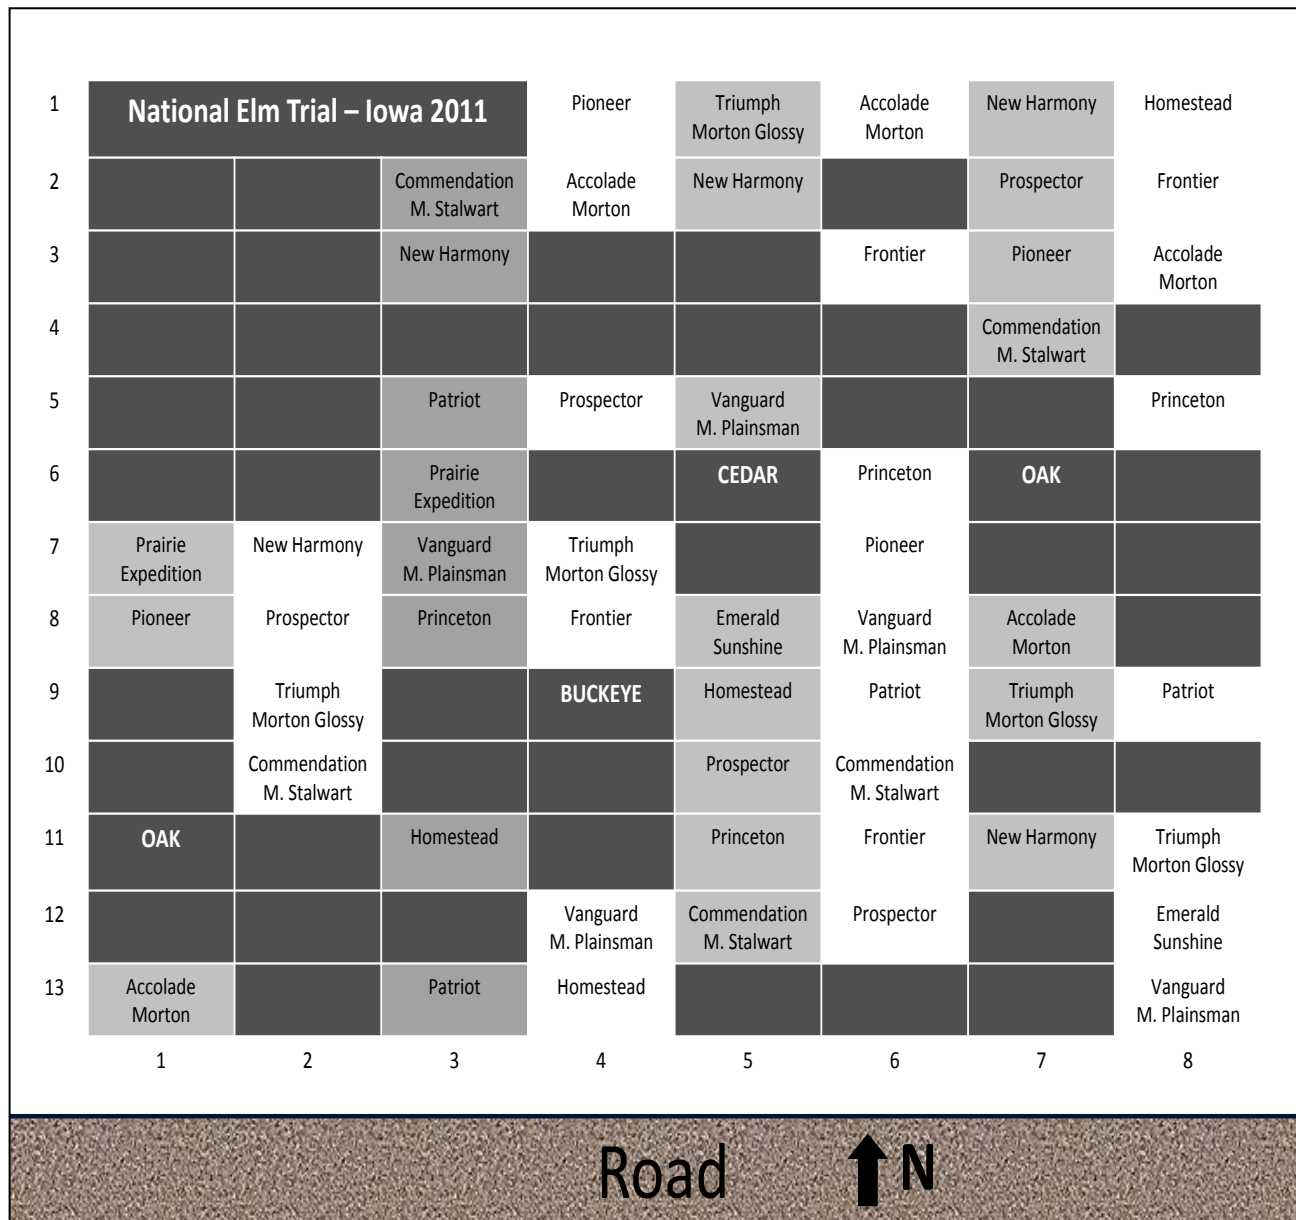 1 National Elm Trial – Iowa 2011 Pioneer Triumph Accolade New Harmony Homestead
Morton Glossy Morton
2 Commendation Accolade New Harmony Prospector Frontier
M. Stalwart Morton
3 New Harmony Frontier Pioneer Accolade
Morton
4 Commendation
M. Stalwart
5 Patriot Prospector Vanguard Princeton
M. Plainsman
6 Prairie CEDAR Princeton OAK
Expedition
7 Prairie New Harmony Vanguard Triumph Pioneer
Expedition M. Plainsman Morton Glossy
8 Pioneer Prospector Princeton Frontier Emerald Vanguard Accolade
Sunshine M. Plainsman Morton
9 Triumph BUCKEYE Homestead Patriot Triumph Patriot
Morton Glossy Morton Glossy
10 Commendation Prospector Commendation
M. Stalwart M. Stalwart
11 OAK Homestead Princeton Frontier New Harmony Triumph
Morton Glossy
12 Vanguard Commendation Prospector Emerald
M. Plainsman M. Stalwart Sunshine
13 Accolade Patriot Homestead Vanguard
Morton M. Plainsman
1 2 3 4 5 6 7 8
Road N